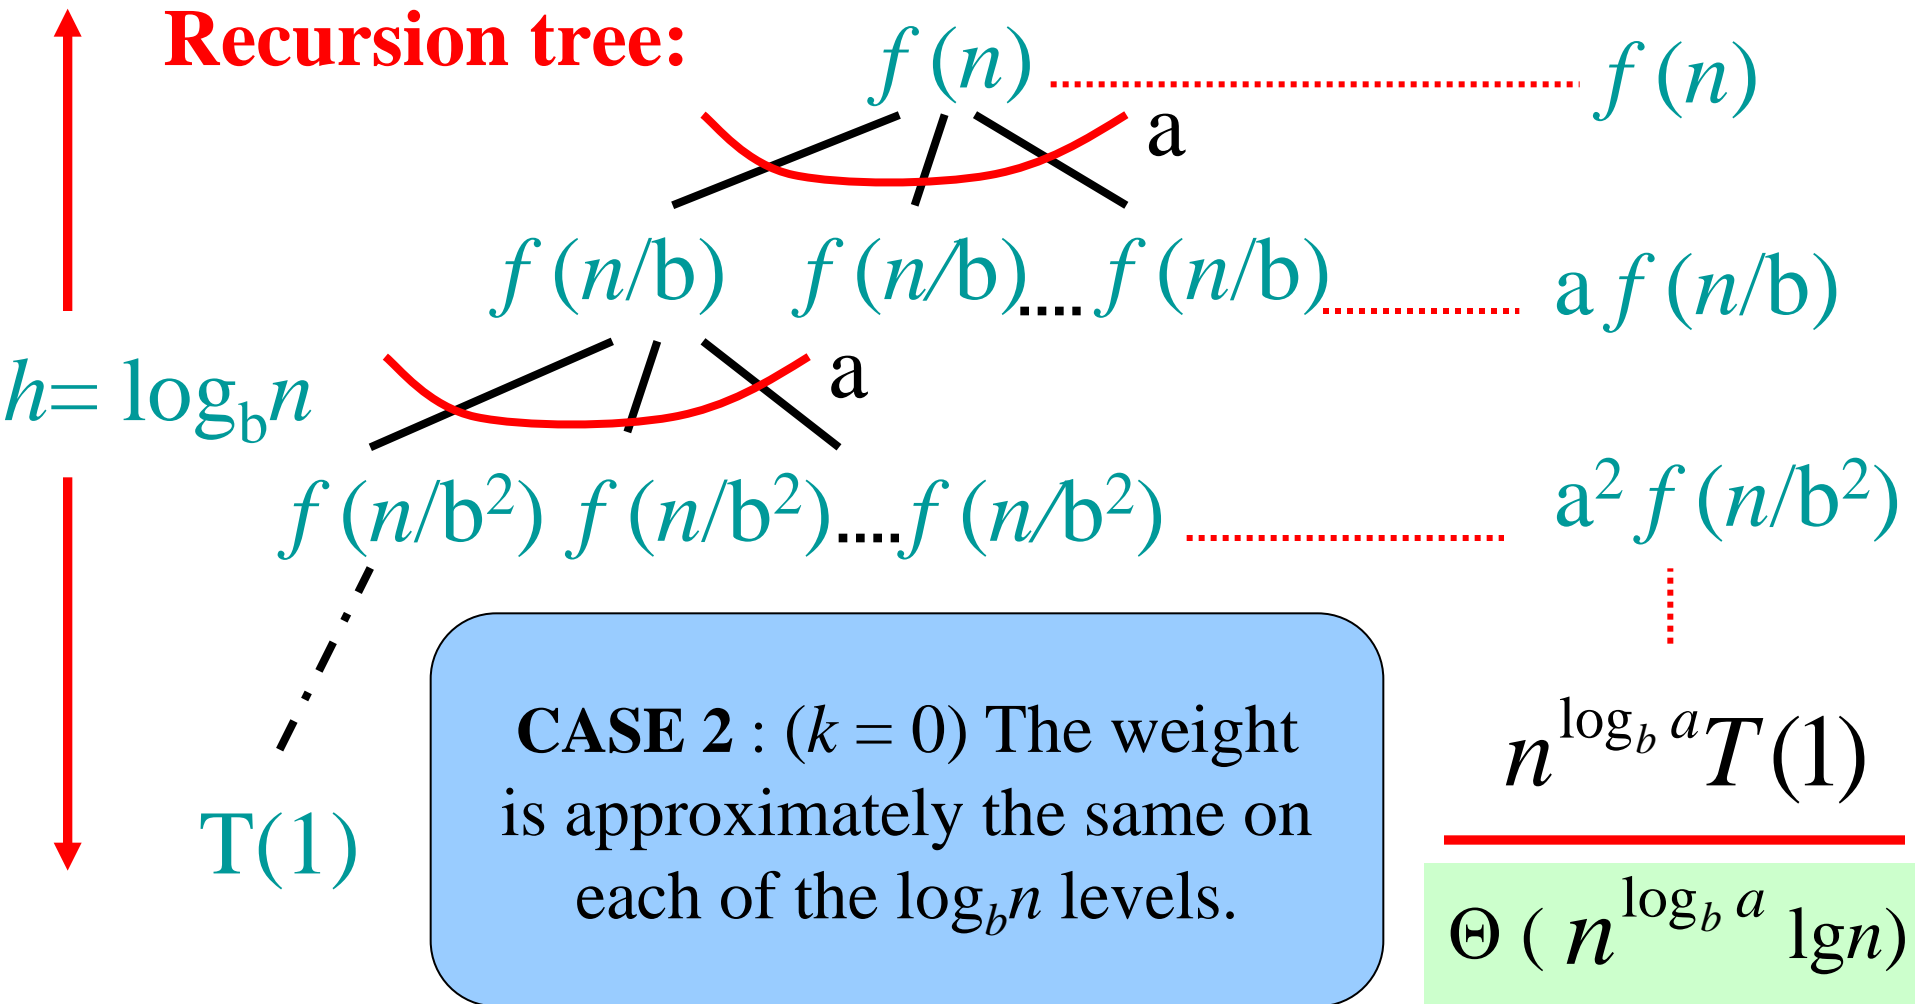 Recursion tree:
f (n) ........ f (n)
a
f (n/b) f (n/b).... f (n/b) ........ a f (n/b)
h= log_b n
a
f (n/b²) f (n/b²)....f (n/b²) ........ a² f (n/b²)
CASE 2 : (k = 0) The weight
is approximately the same on
each of the log_b n levels.
T(1)
n^{log_b a} T(1)
Θ ( n^{log_b a} lgn)